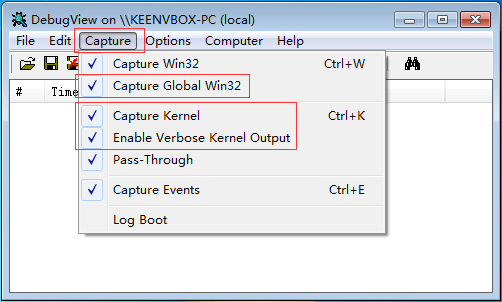 DebugView on \\KEENVBOX-PC (local)
File Edit Capture Options Computer Help
Capture Win32 Ctrl+W
Capture Global Win32
# Time
Capture Kernel Ctrl+K
Enable Verbose Kernel Output
Pass-Through
Capture Events Ctrl+E
Log Boot